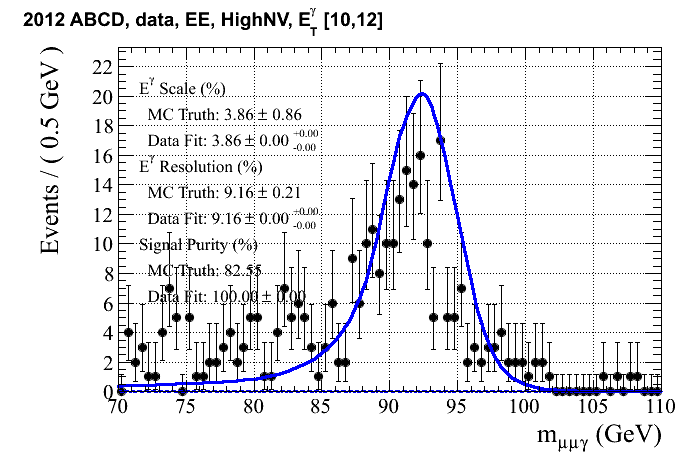 2012 ABCD, data, EE, HighNV, E_T^γ [10,12]
Events / ( 0.5 GeV )
22
20
18
16
14
12
10
8
6
4
2
0
E^γ Scale (%)
MC Truth: 3.86 ± 0.86
Data Fit: 3.86 ± 0.00 +0.00 -0.00
E^γ Resolution (%)
MC Truth: 9.16 ± 0.21
Data Fit: 9.16 ± 0.00 +0.00 -0.00
Signal Purity (%)
MC Truth: 82.55
Data Fit: 100.00 ± 0.00
70 75 80 85 90 95 100 105 110
m_μμγ (GeV)